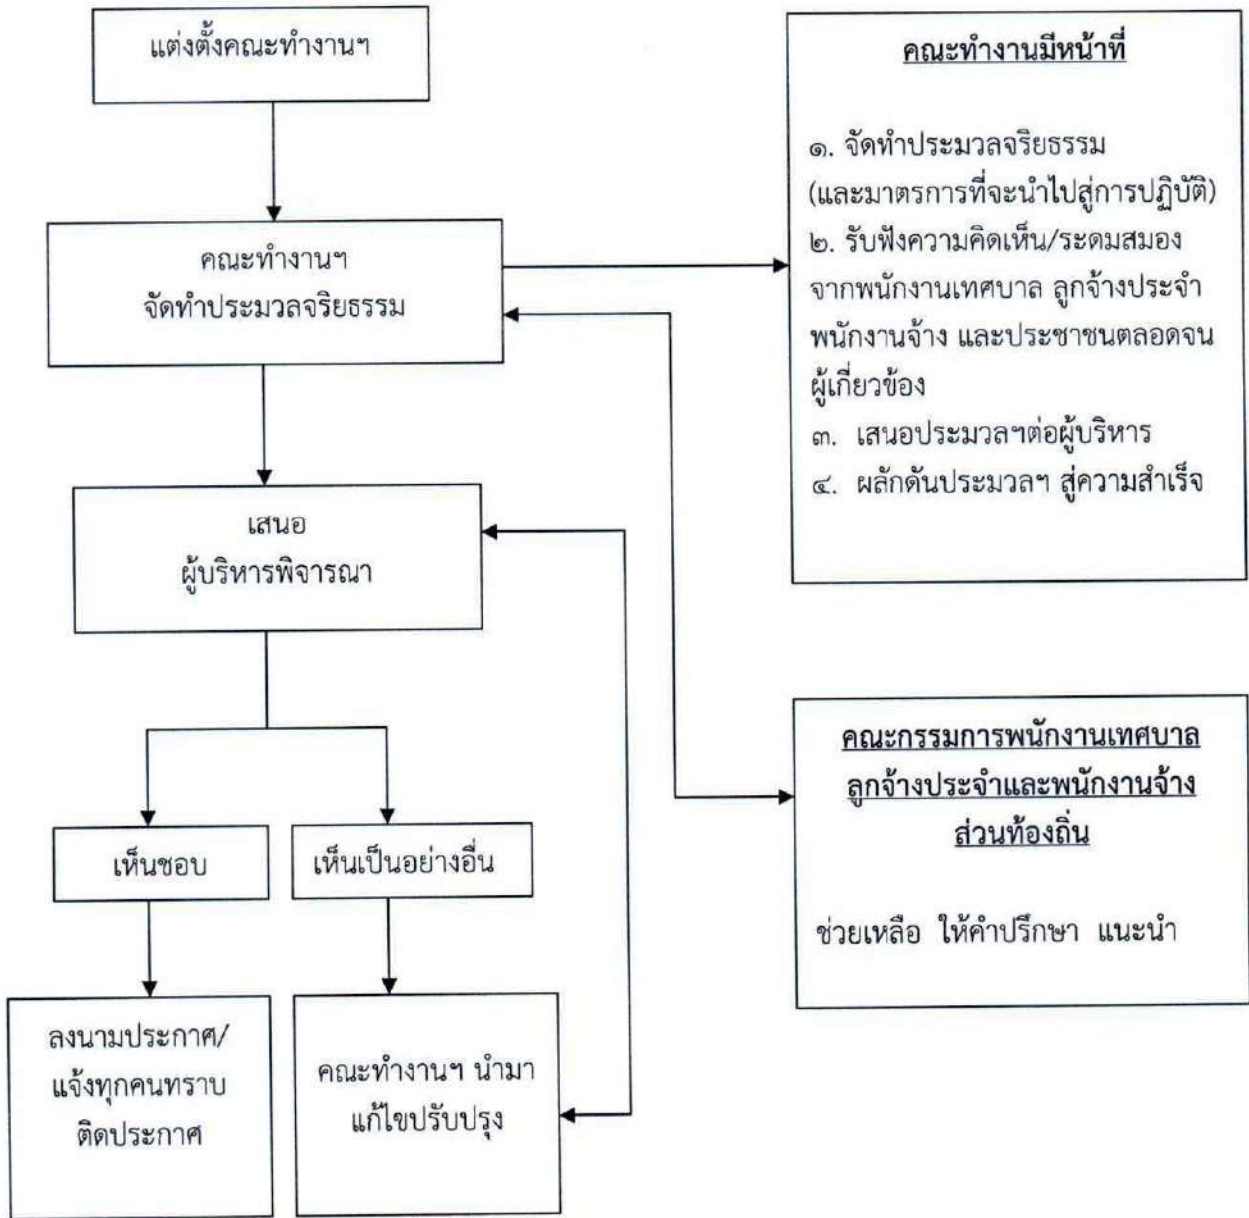 แต่งตั้งคณะทำงานฯ
คณะทำงานฯ
จัดทำประมวลจริยธรรม
เสนอ
ผู้บริหารพิจารณา
เห็นชอบ
เห็นเป็นอย่างอื่น
ลงนามประกาศ/
แจ้งทุกคนทราบ
ติดประกาศ
คณะทำงานฯ นำมา
แก้ไขปรับปรุง
คณะทำงานมีหน้าที่
๑. จัดทำประมวลจริยธรรม
(และมาตรการที่จะนำไปสู่การปฏิบัติ)
๒. รับฟังความคิดเห็น/ระดมสมอง
จากพนักงานเทศบาล ลูกจ้างประจำ
พนักงานจ้าง และประชาชนตลอดจน
ผู้เกี่ยวข้อง
๓. เสนอประมวลฯต่อผู้บริหาร
๔. ผลักดันประมวลฯ สู่ความสำเร็จ
คณะกรรมการพนักงานเทศบาล
ลูกจ้างประจำและพนักงานจ้าง
ส่วนท้องถิ่น
ช่วยเหลือ ให้คำปรึกษา แนะนำ